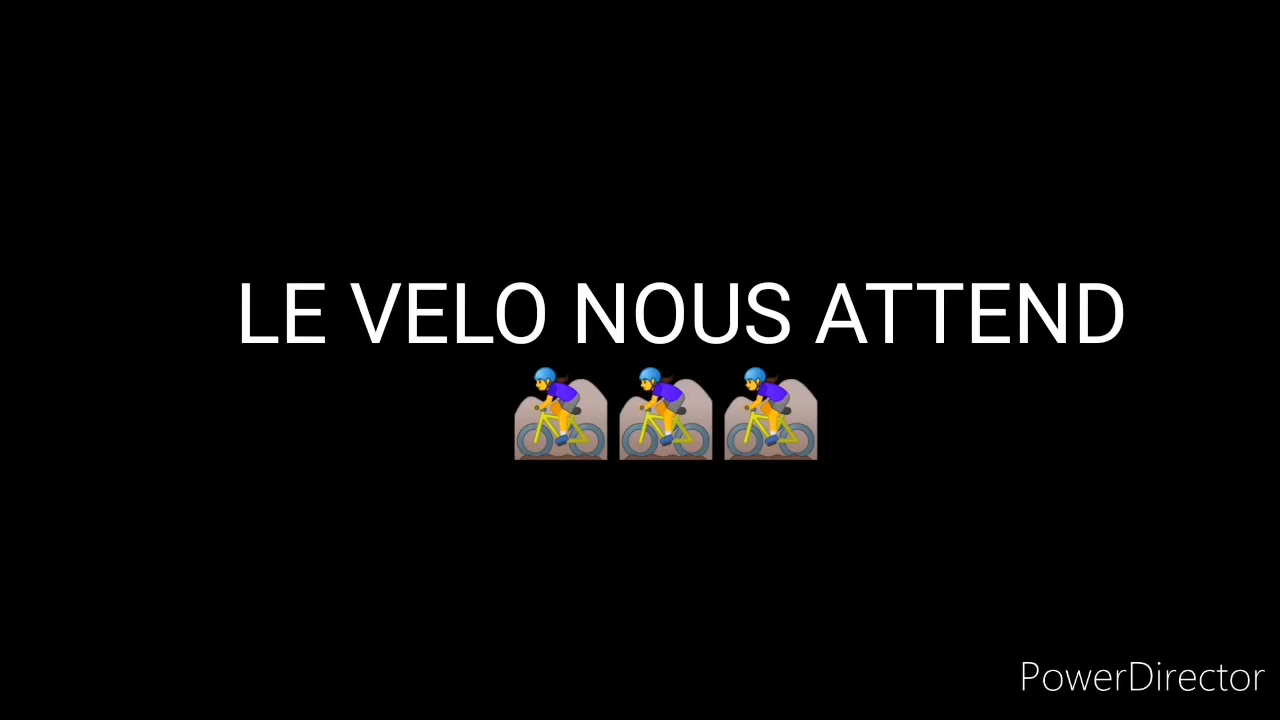 LE VELO NOUS ATTEND
🚵‍♀️🚵‍♀️🚵‍♀️
PowerDirector